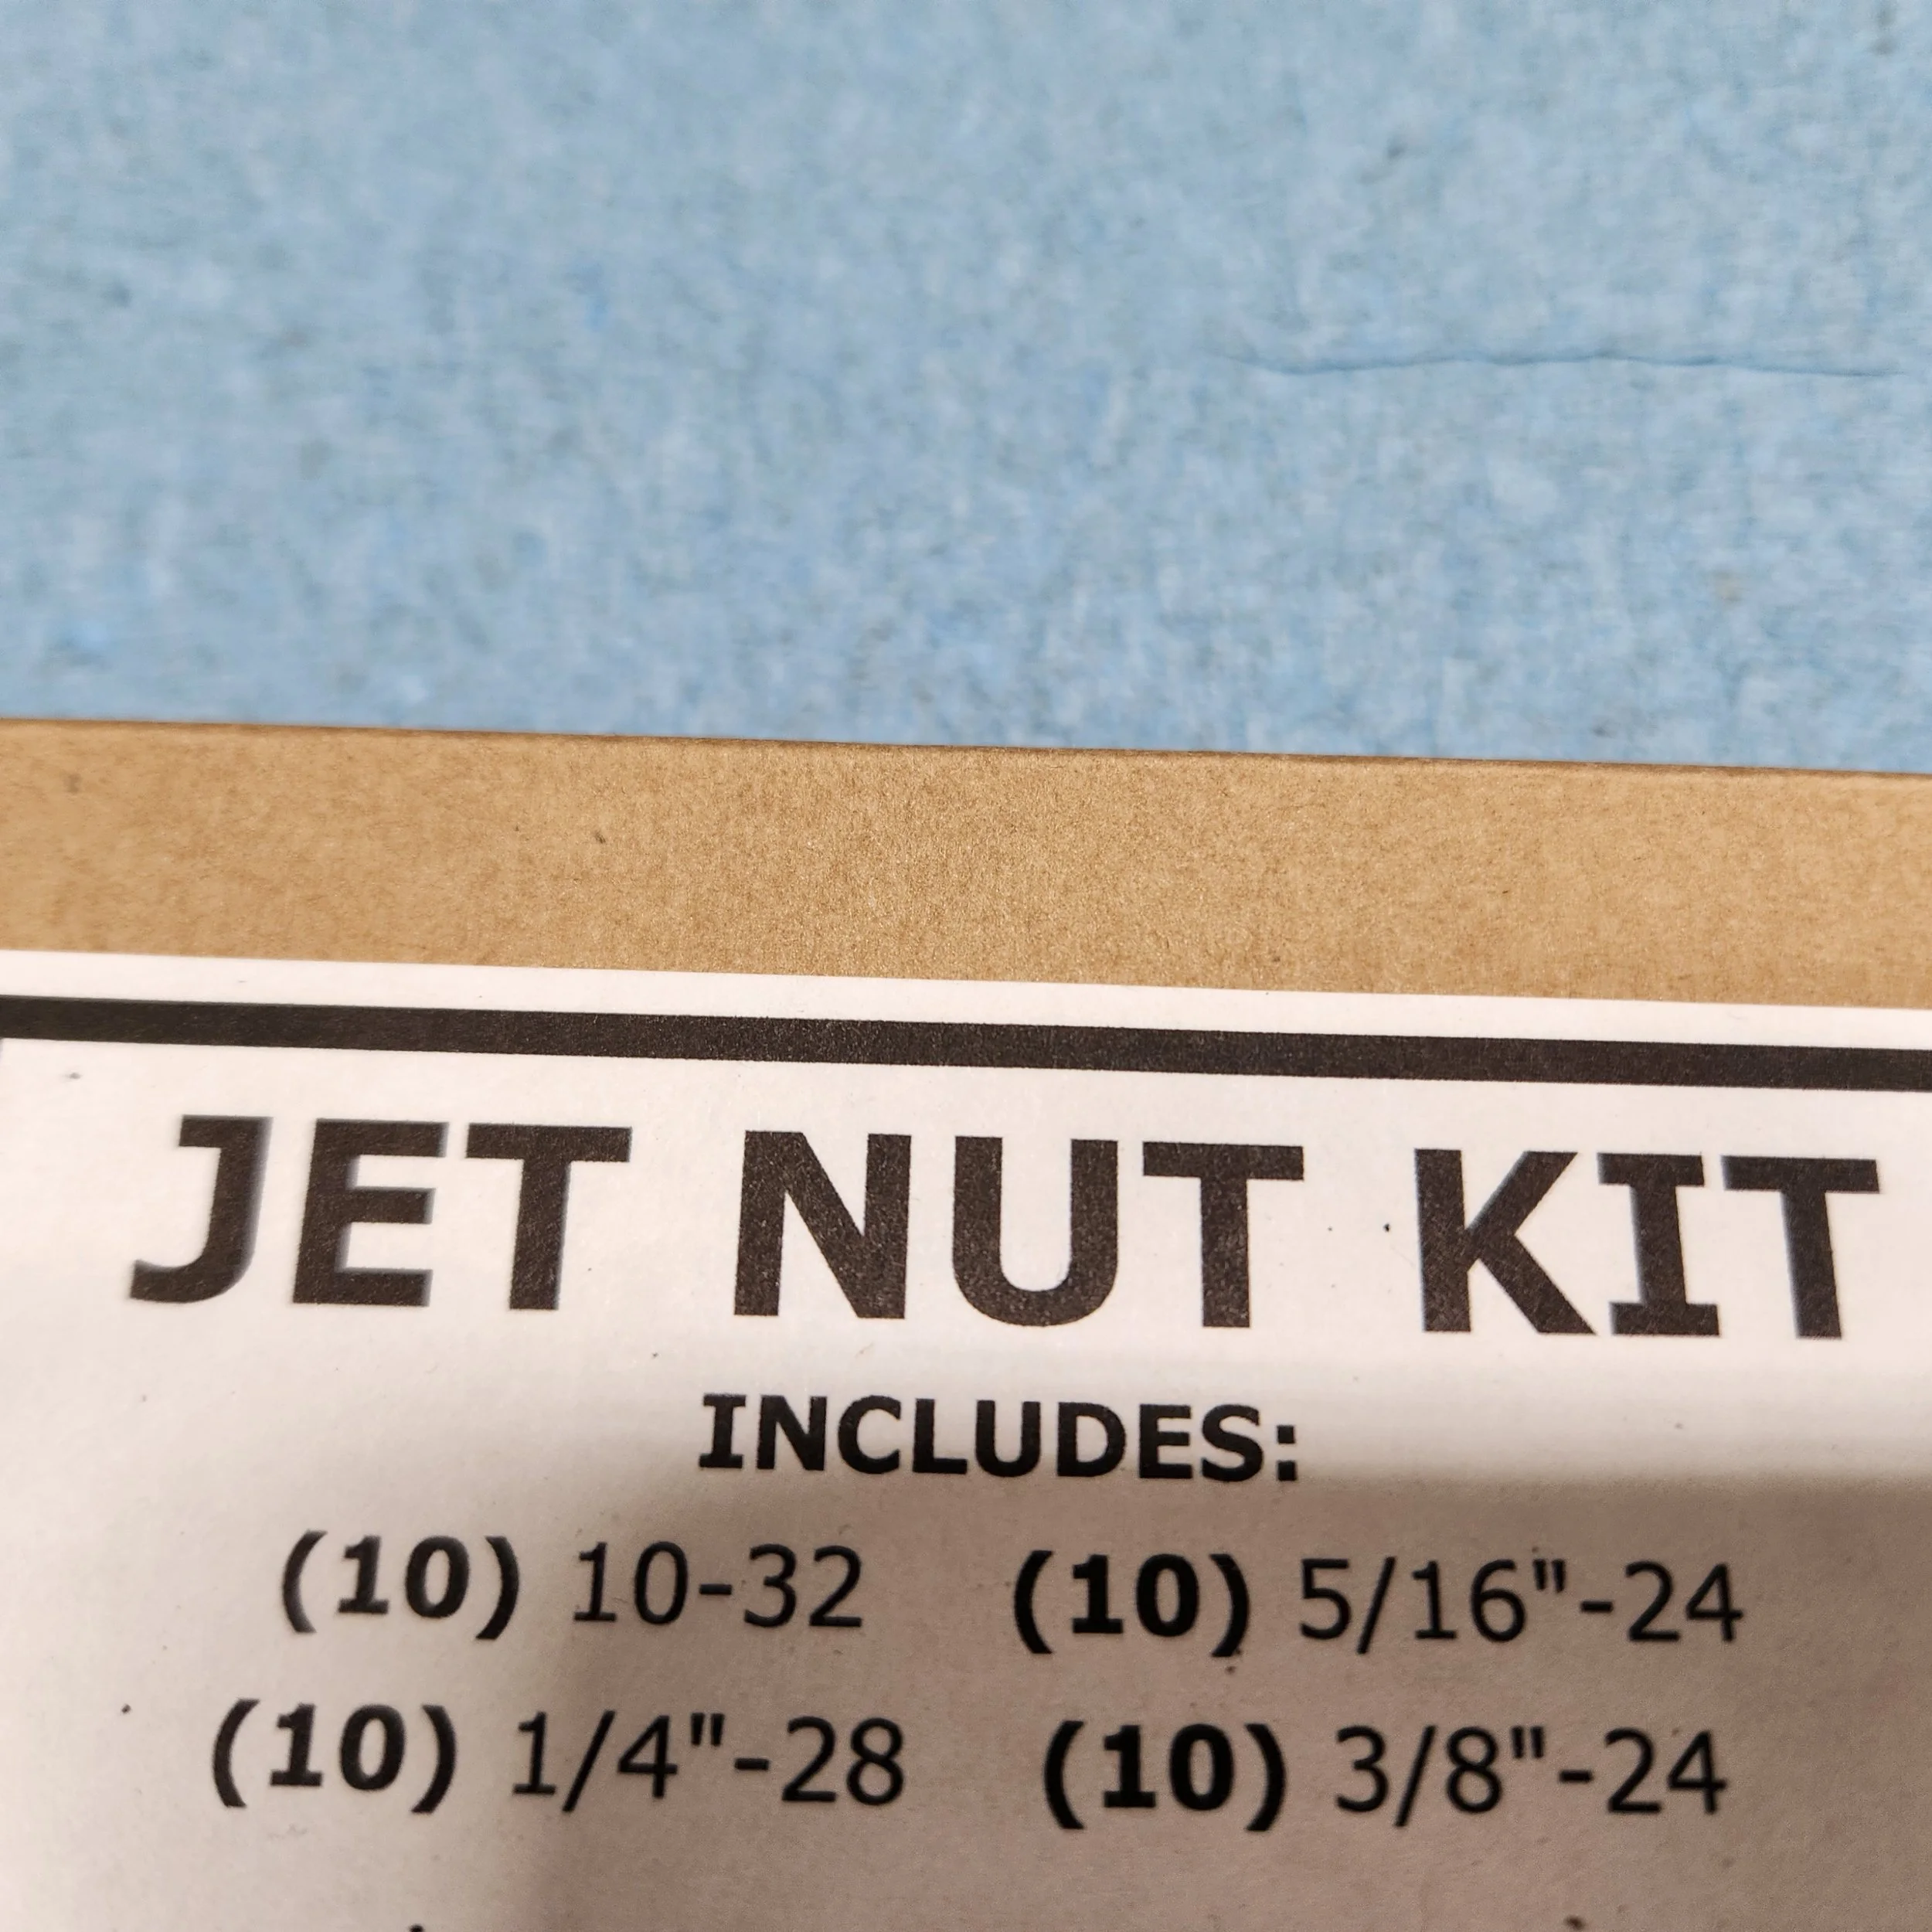 JET NUT KIT
INCLUDES:
(10) 10-32 (10) 5/16"-24
(10) 1/4"-28 (10) 3/8"-24